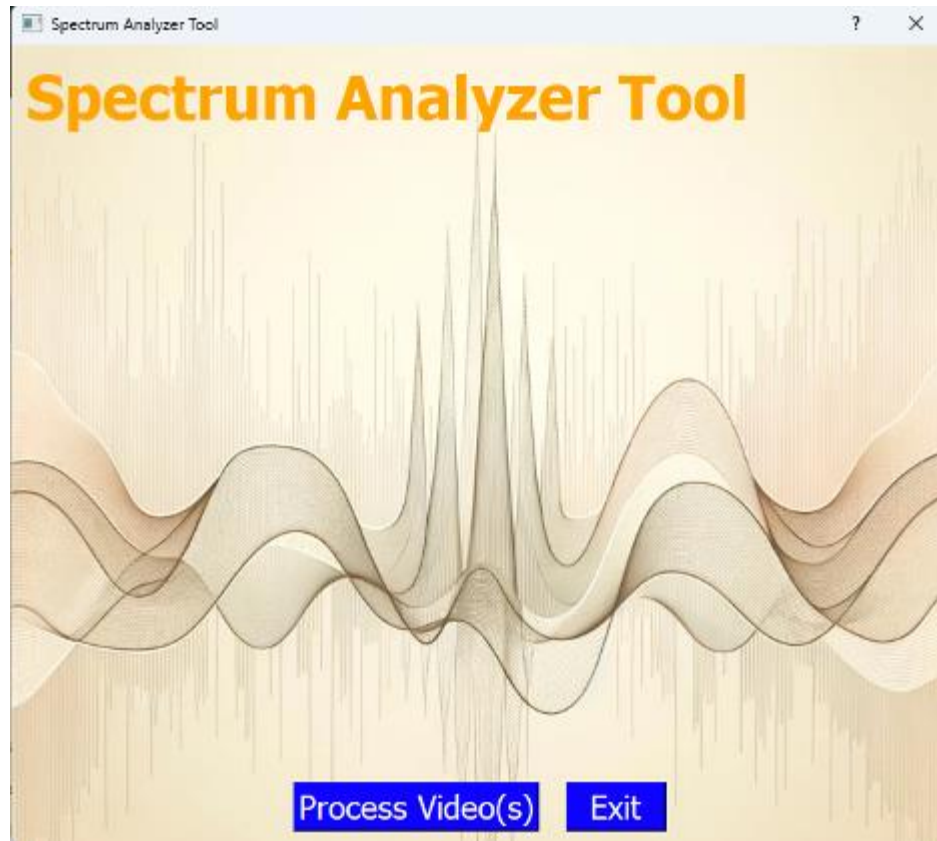 Spectrum Analyzer Tool
?
Spectrum Analyzer Tool
Process Video(s) Exit